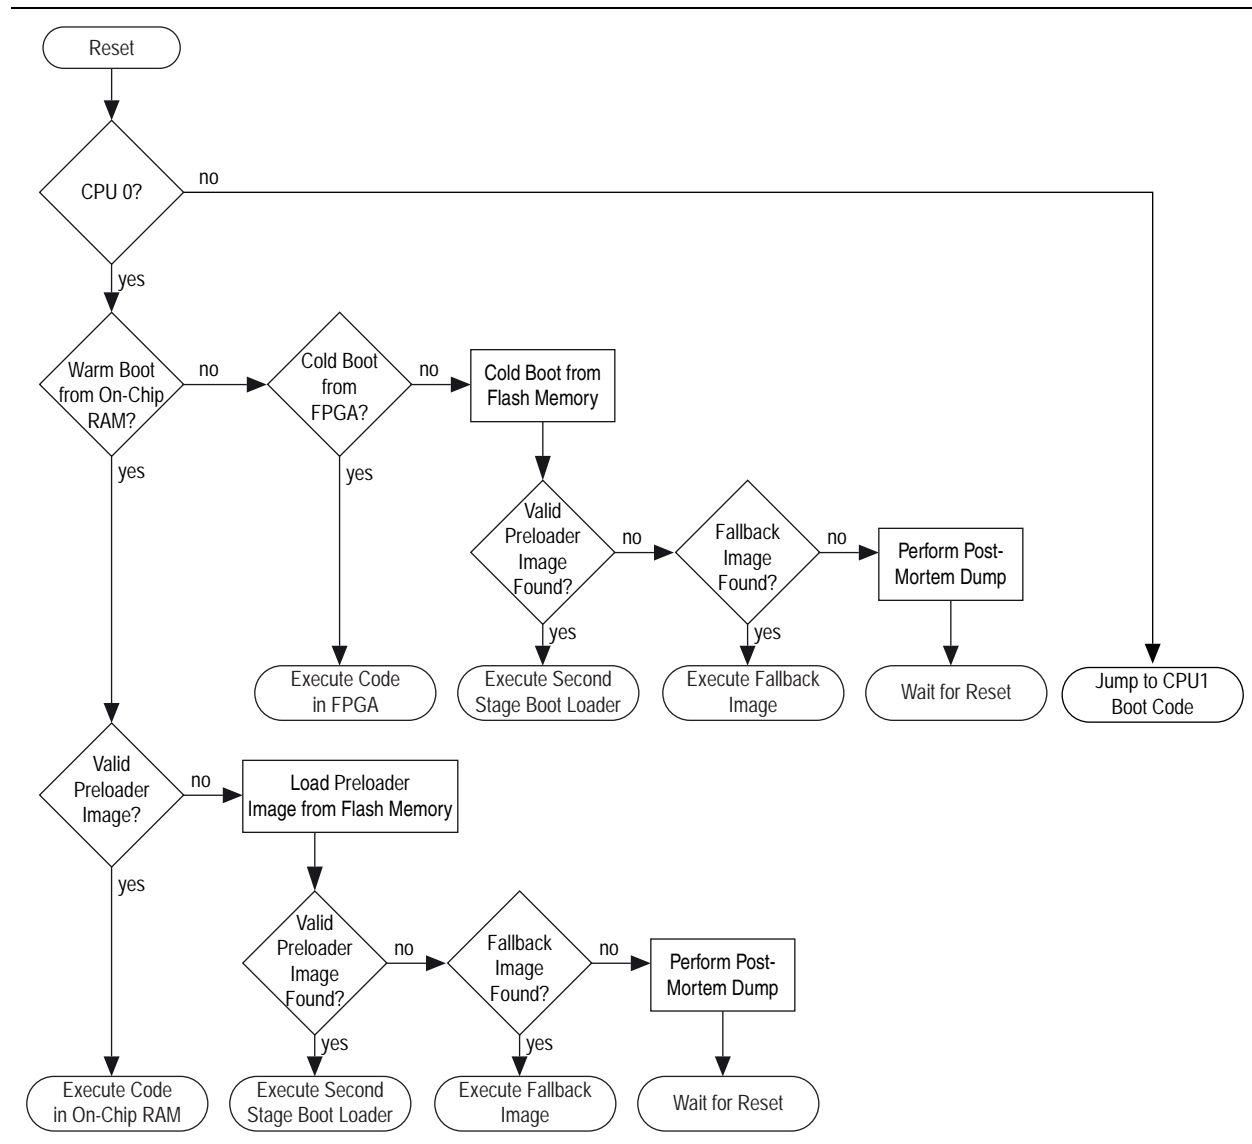 Reset
CPU 0?
no
yes
Warm Boot
from On-Chip
RAM?
no
Cold Boot
from
FPGA?
no
Cold Boot from
Flash Memory
yes
yes
Valid
Preloader
Image
Found?
no
Fallback
Image
Found?
no
Perform Post-
Mortem Dump
yes
yes
Execute Code
in FPGA
Execute Second
Stage Boot Loader
Execute Fallback
Image
Wait for Reset
Jump to CPU1
Boot Code
Valid
Preloader
Image?
no
Load Preloader
Image from Flash Memory
yes
Valid
Preloader
Image
Found?
no
Fallback
Image
Found?
no
Perform Post-
Mortem Dump
yes
yes
Execute Code
in On-Chip RAM
Execute Second
Stage Boot Loader
Execute Fallback
Image
Wait for Reset